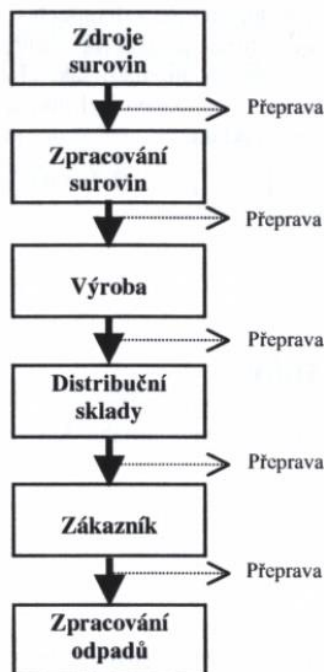 Zdroje
surovin
Přeprava
Zpracování
surovin
Přeprava
Výroba
Přeprava
Distribuční
sklady
Přeprava
Zákazník
Přeprava
Zpracování
odpadů